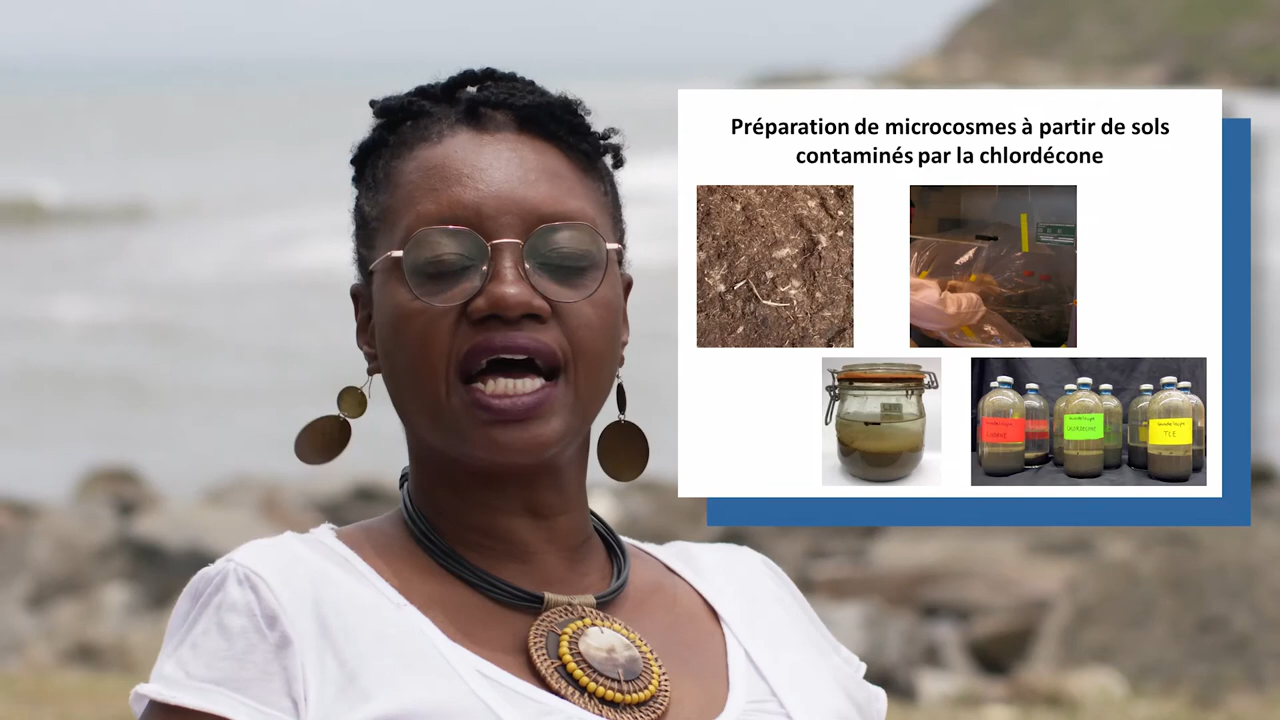 Préparation de microcosmes à partir de sols
contaminés par la chlordécone
CHLORDECONE
TCE